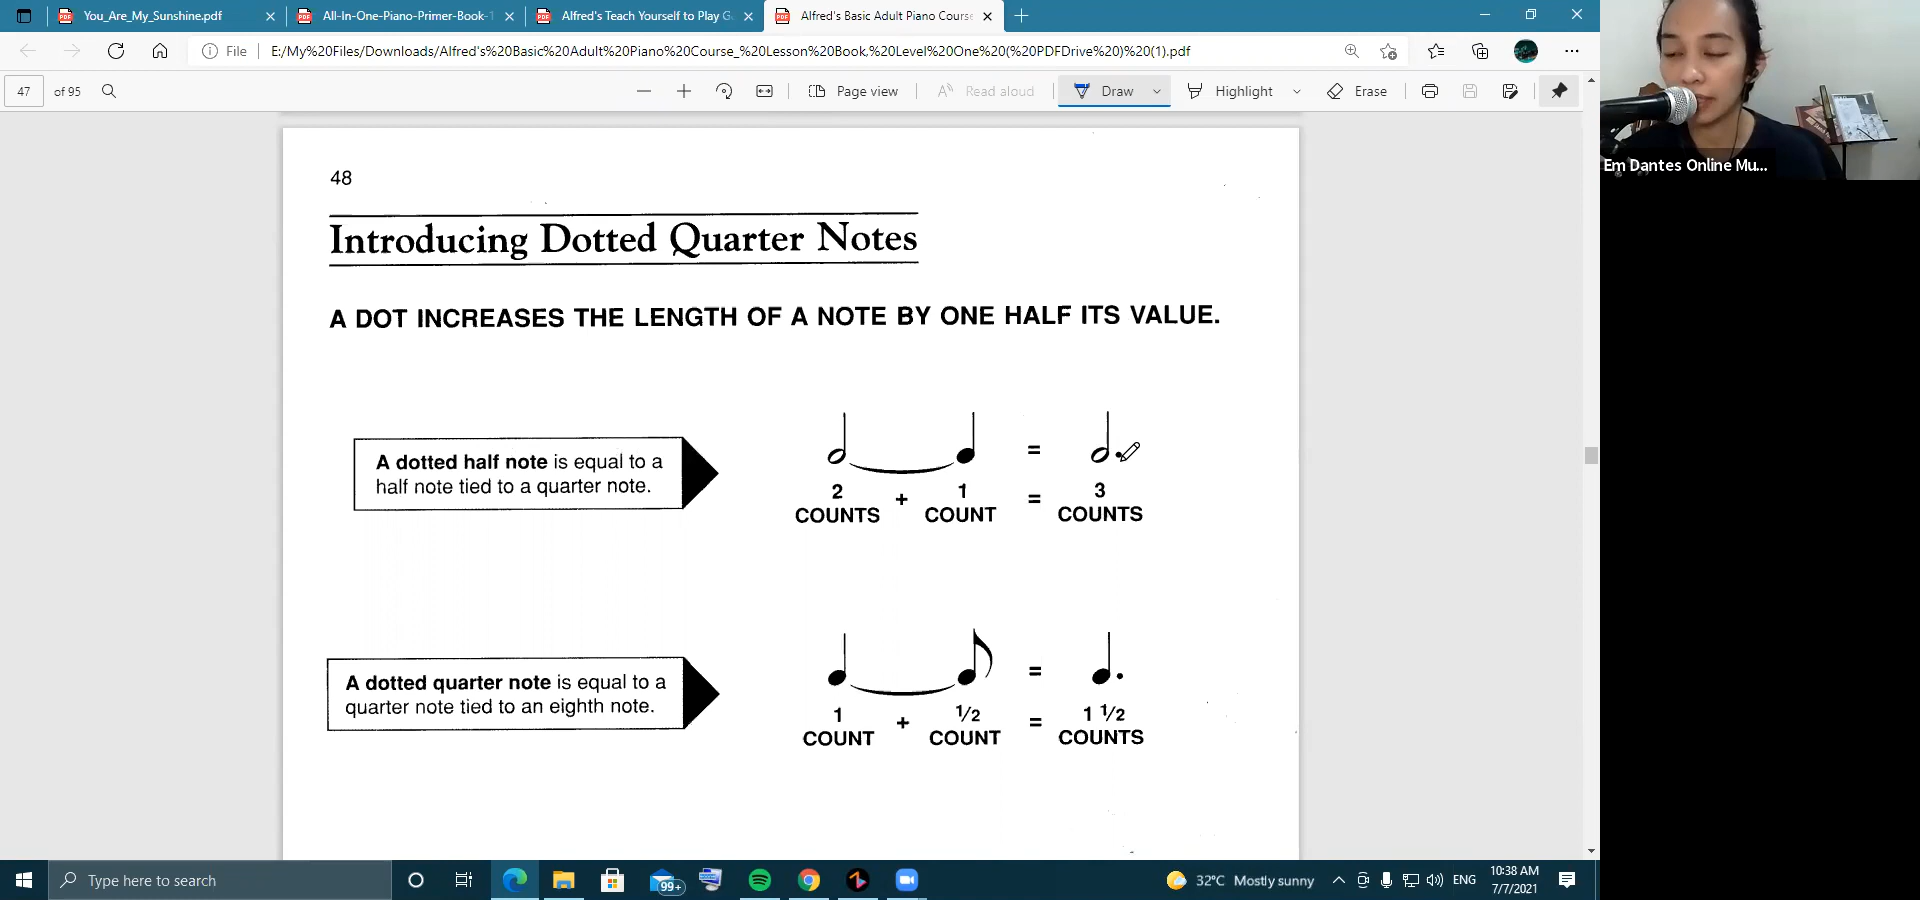 You_Are_My_Sunshine.pdf
All-In-One-Piano-Primer-Book-1
Alfred's Teach Yourself to Play G
Alfred's Basic Adult Piano Course
File
E:/My%20Files/Downloads/Alfred's%20Basic%20Adult%20Piano%20Course_%20Lesson%20Book,%20Level%20One%20(%20PDFDrive%20)%20(1).pdf
47 of 95
Page view
Read aloud
Draw
Highlight
Erase
Em Dantes Online Mu...
48
Introducing Dotted Quarter Notes
A DOT INCREASES THE LENGTH OF A NOTE BY ONE HALF ITS VALUE.
A dotted half note is equal to a
half note tied to a quarter note.
=
2 + 1 = 3
COUNTS COUNT COUNTS
A dotted quarter note is equal to a
quarter note tied to an eighth note.
=
1 + 1/2 = 1 1/2
COUNT COUNT COUNTS
Type here to search
99+
32°C Mostly sunny
ENG
10:38 AM
7/7/2021